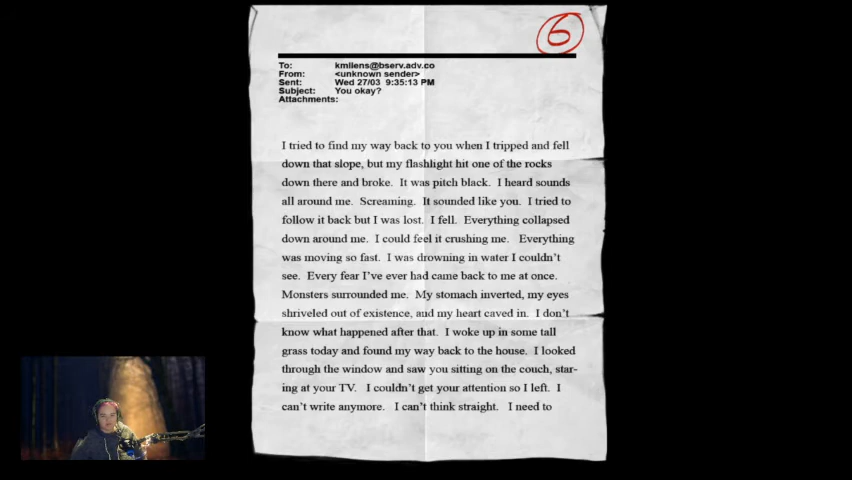 6
To: kmliens@bserv.adv.co
From: <unknown sender>
Sent: Wed 27/03 9:35:13 PM
Subject: You okay?
Attachments:
I tried to find my way back to you when I tripped and fell
down that slope, but my flashlight hit one of the rocks
down there and broke. It was pitch black. I heard sounds
all around me. Screaming. It sounded like you. I tried to
follow it back but I was lost. I fell. Everything collapsed
down around me. I could feel it crushing me. Everything
was moving so fast. I was drowning in water I couldn't
see. Every fear I've ever had came back to me at once.
Monsters surrounded me. My stomach inverted, my eyes
shriveled out of existence, and my heart caved in. I don't
know what happened after that. I woke up in some tall
grass today and found my way back to the house. I looked
through the window and saw you sitting on the couch, star-
ing at your TV. I couldn't get your attention so I left. I
can't write anymore. I can't think straight. I need to